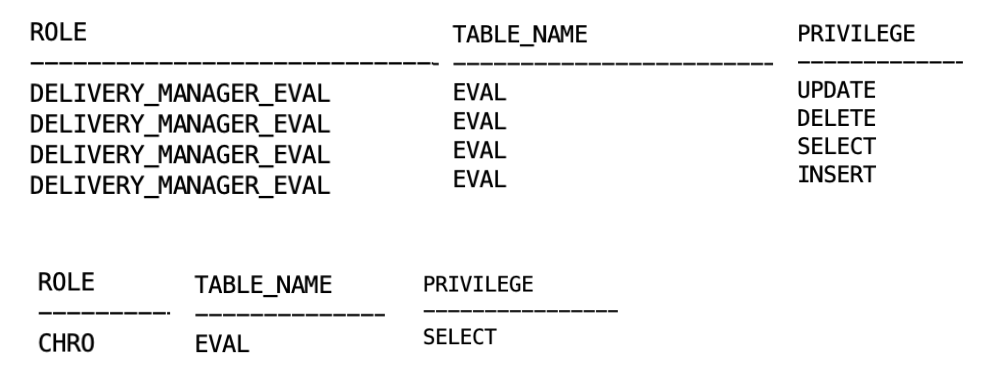 ROLE TABLE_NAME PRIVILEGE
DELIVERY_MANAGER_EVAL EVAL UPDATE
DELIVERY_MANAGER_EVAL EVAL DELETE
DELIVERY_MANAGER_EVAL EVAL SELECT
DELIVERY_MANAGER_EVAL EVAL INSERT
ROLE TABLE_NAME PRIVILEGE
CHRO EVAL SELECT